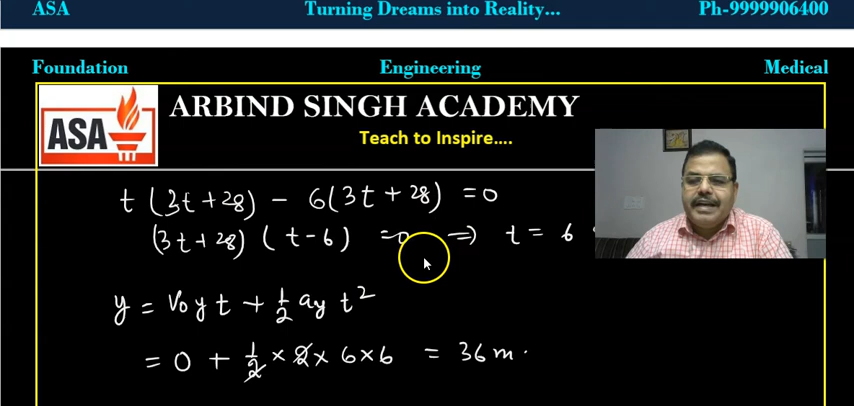 ASA Turning Dreams into Reality... Ph-9999906400
Foundation Engineering Medical
ASA
ARBIND SINGH ACADEMY
Teach to Inspire....
t (3t+28) - 6(3t+28) =0
(3t+28) (t-6) =0 => t = 6
y = v₀y t + 1/2 ay t²
= 0 + 1/2 × 2 × 6 × 6 = 36m.